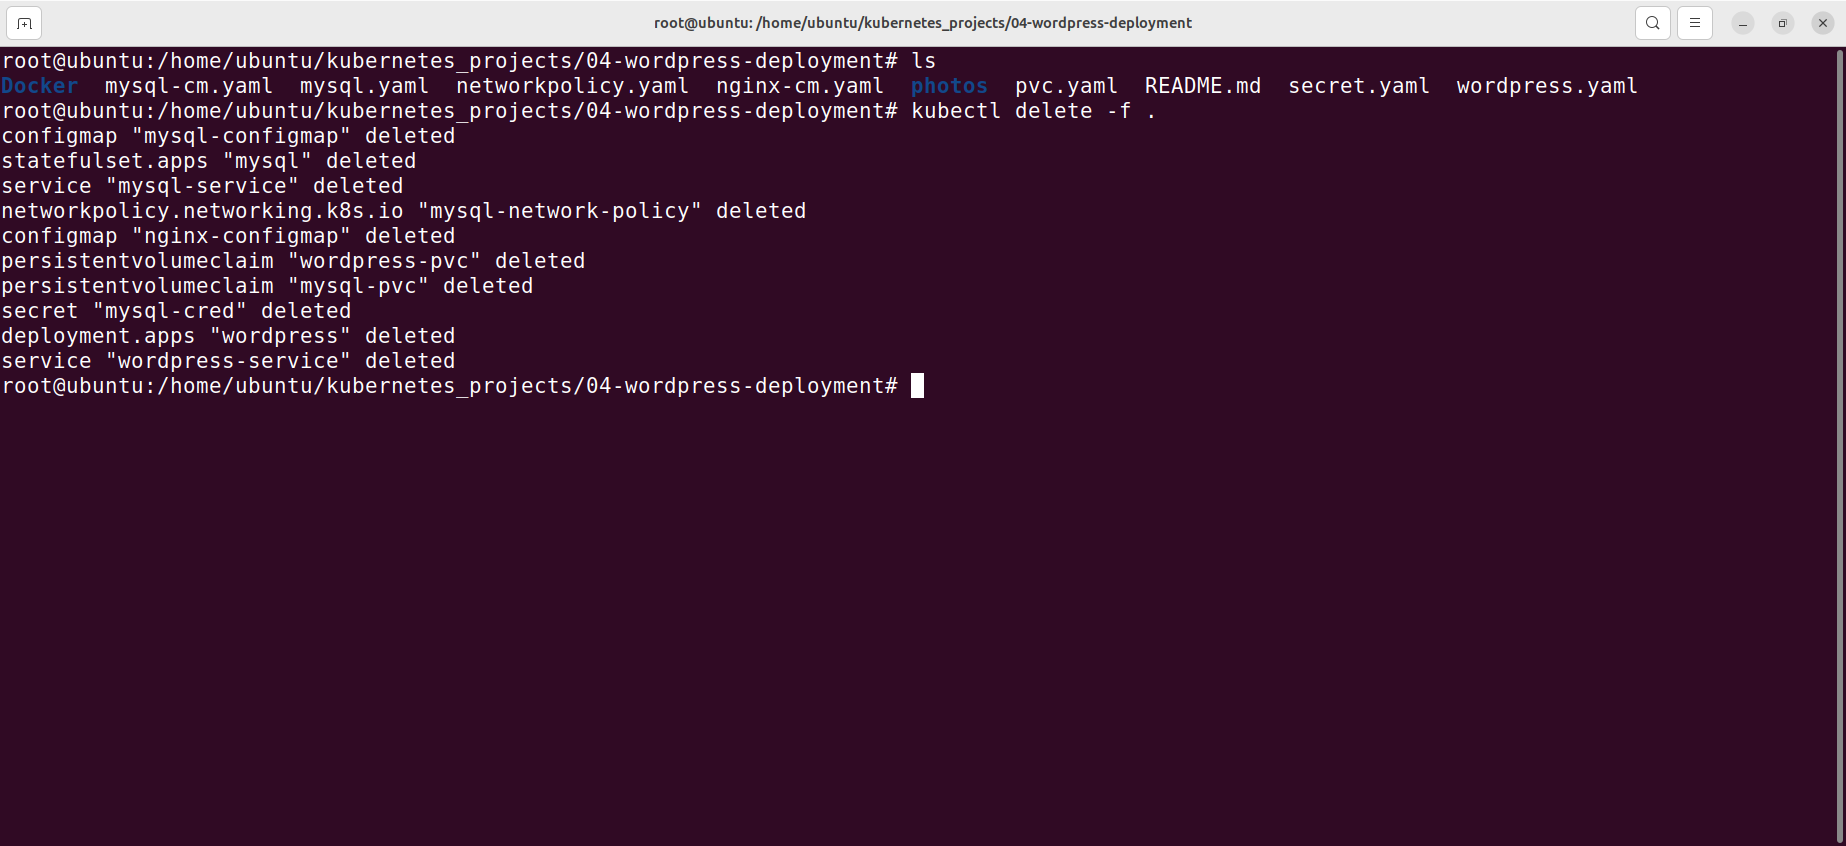 root@ubuntu: /home/ubuntu/kubernetes_projects/04-wordpress-deployment
root@ubuntu:/home/ubuntu/kubernetes_projects/04-wordpress-deployment# ls
Docker  mysql-cm.yaml  mysql.yaml  networkpolicy.yaml  nginx-cm.yaml  photos  pvc.yaml  README.md  secret.yaml  wordpress.yaml
root@ubuntu:/home/ubuntu/kubernetes_projects/04-wordpress-deployment# kubectl delete -f .
configmap "mysql-configmap" deleted
statefulset.apps "mysql" deleted
service "mysql-service" deleted
networkpolicy.networking.k8s.io "mysql-network-policy" deleted
configmap "nginx-configmap" deleted
persistentvolumeclaim "wordpress-pvc" deleted
persistentvolumeclaim "mysql-pvc" deleted
secret "mysql-cred" deleted
deployment.apps "wordpress" deleted
service "wordpress-service" deleted
root@ubuntu:/home/ubuntu/kubernetes_projects/04-wordpress-deployment#